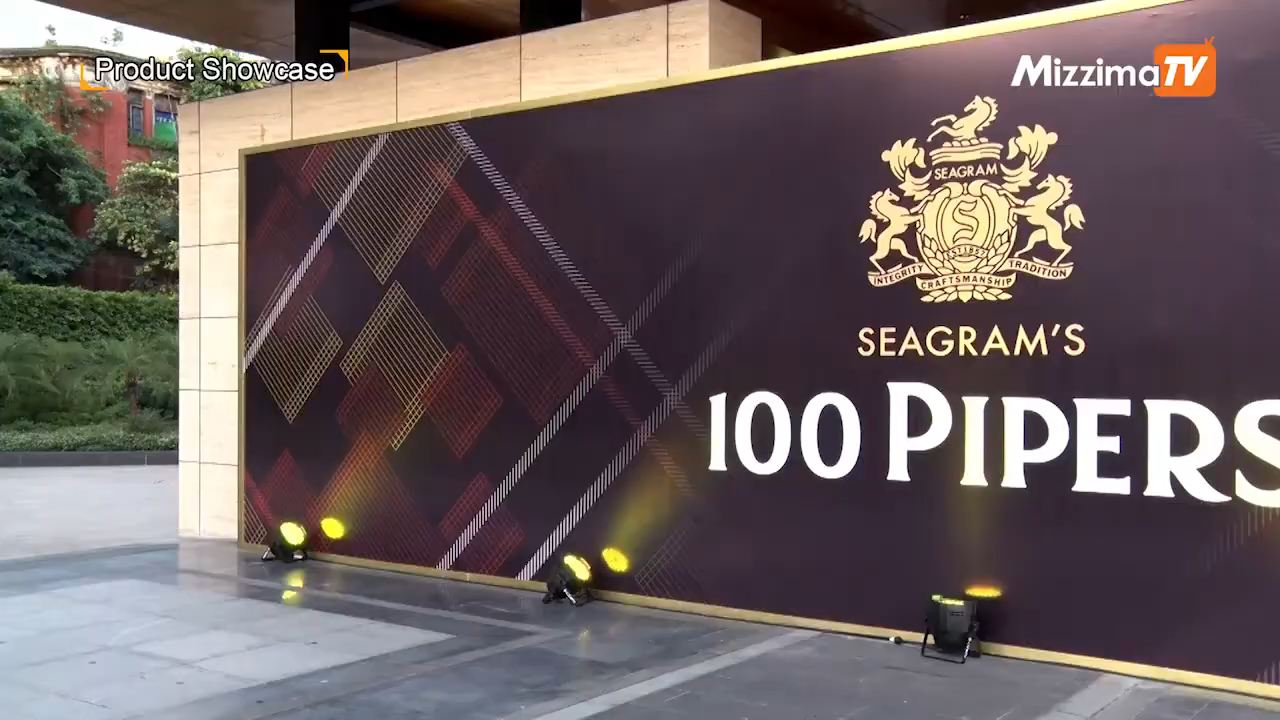 Product Showcase
MizzimaTV
SEAGRAM
S
INTEGRITY
CRAFTSMANSHIP
TRADITION
SEAGRAM'S
100 PIPERS